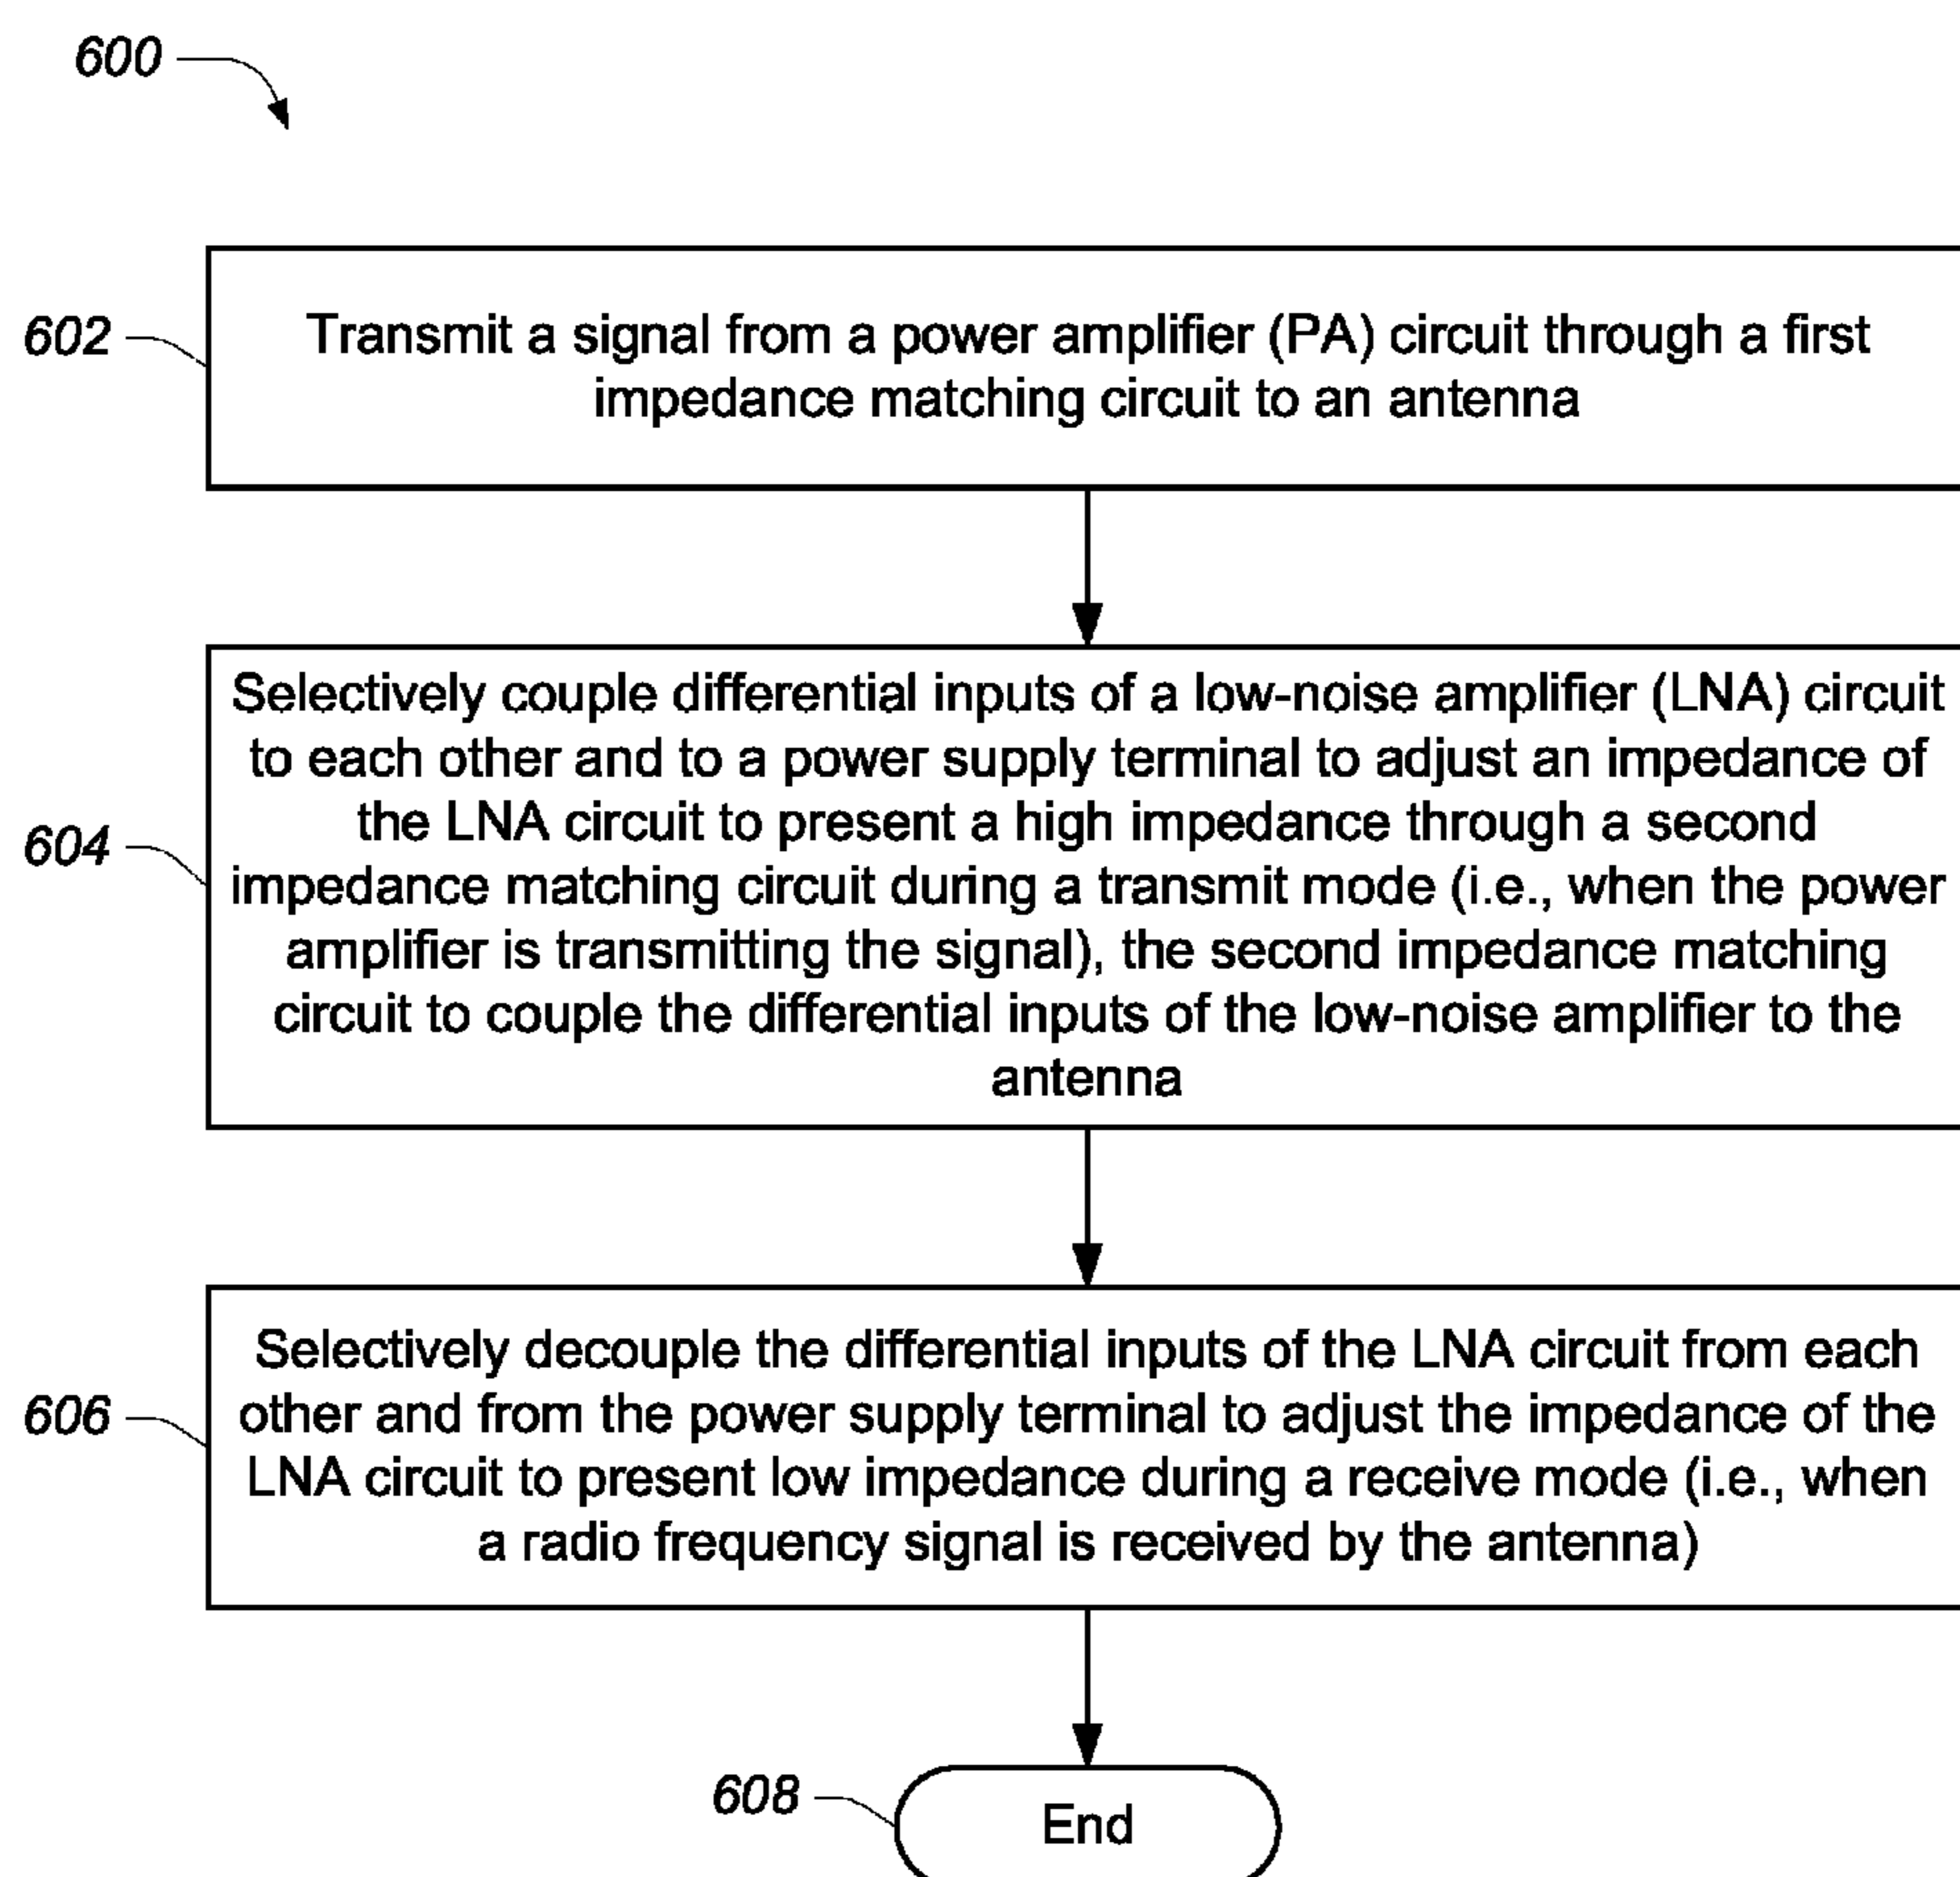 600
602
Transmit a signal from a power amplifier (PA) circuit through a first
impedance matching circuit to an antenna
604
Selectively couple differential inputs of a low-noise amplifier (LNA) circuit
to each other and to a power supply terminal to adjust an impedance of
the LNA circuit to present a high impedance through a second
impedance matching circuit during a transmit mode (i.e., when the power
amplifier is transmitting the signal), the second impedance matching
circuit to couple the differential inputs of the low-noise amplifier to the
antenna
606
Selectively decouple the differential inputs of the LNA circuit from each
other and from the power supply terminal to adjust the impedance of the
LNA circuit to present low impedance during a receive mode (i.e., when
a radio frequency signal is received by the antenna)
608
End